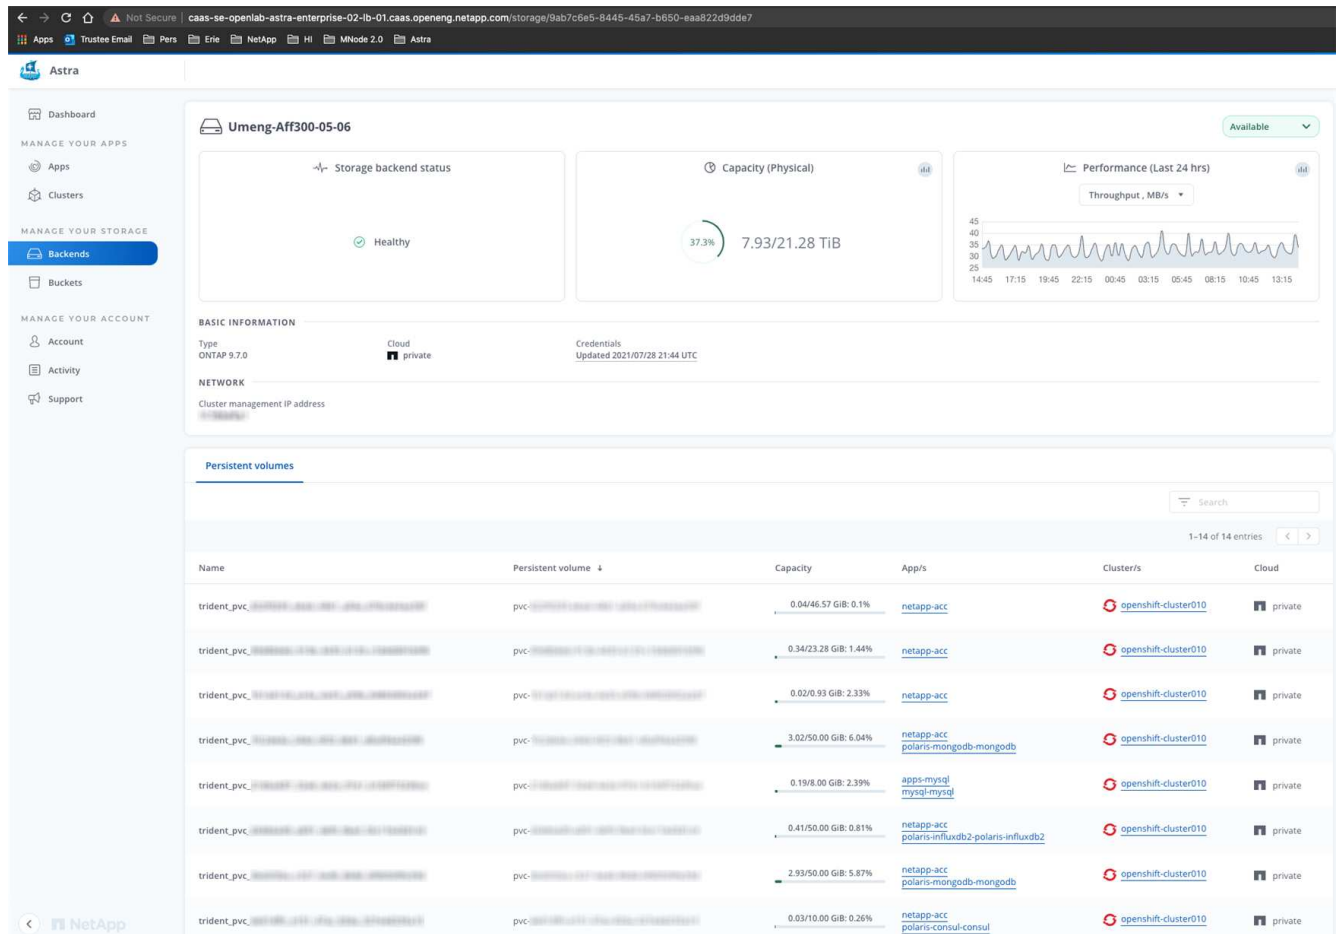 Not Secure | caas-se-openlab-astra-enterprise-02-lb-01.caas.openeng.netapp.com/storage/9ab7c6e5-8445-45a7-b650-eaa822d9dde7
Apps Trustee Email Pers Erie NetApp HI MNode 2.0 Astra
Astra
Dashboard
MANAGE YOUR APPS
Apps
Clusters
MANAGE YOUR STORAGE
Backends
Buckets
MANAGE YOUR ACCOUNT
Account
Activity
Support
NetApp
Umeng-Aff300-05-06
Available
Storage backend status
Healthy
Capacity (Physical)
37.3%
7.93/21.28 TiB
Performance (Last 24 hrs)
Throughput , MB/s
45
40
35
30
25
14:45 17:15 19:45 22:15 00:45 03:15 05:45 08:15 10:45 13:15
BASIC INFORMATION
Type Cloud Credentials
ONTAP 9.7.0 private Updated 2021/07/28 21:44 UTC
NETWORK
Cluster management IP address
Persistent volumes
Search
1-14 of 14 entries
Name Persistent volume Capacity App/s Cluster/s Cloud
trident_pvc_ pvc- 0.04/46.57 GiB: 0.1% netapp-acc openshift-cluster010 private
trident_pvc_ pvc- 0.34/23.28 GiB: 1.44% netapp-acc openshift-cluster010 private
trident_pvc_ pvc- 0.02/0.93 GiB: 2.33% netapp-acc openshift-cluster010 private
trident_pvc_ pvc- 3.02/50.00 GiB: 6.04% netapp-acc openshift-cluster010 private
polaris-mongodb-mongodb
trident_pvc_ pvc- 0.19/8.00 GiB: 2.39% apps-mysql openshift-cluster010 private
mysql-mysql
trident_pvc_ pvc- 0.41/50.00 GiB: 0.81% netapp-acc openshift-cluster010 private
polaris-influxdb2-polaris-influxdb2
trident_pvc_ pvc- 2.93/50.00 GiB: 5.87% netapp-acc openshift-cluster010 private
polaris-mongodb-mongodb
trident_pvc_ pvc- 0.03/10.00 GiB: 0.26% netapp-acc openshift-cluster010 private
polaris-consul-consul